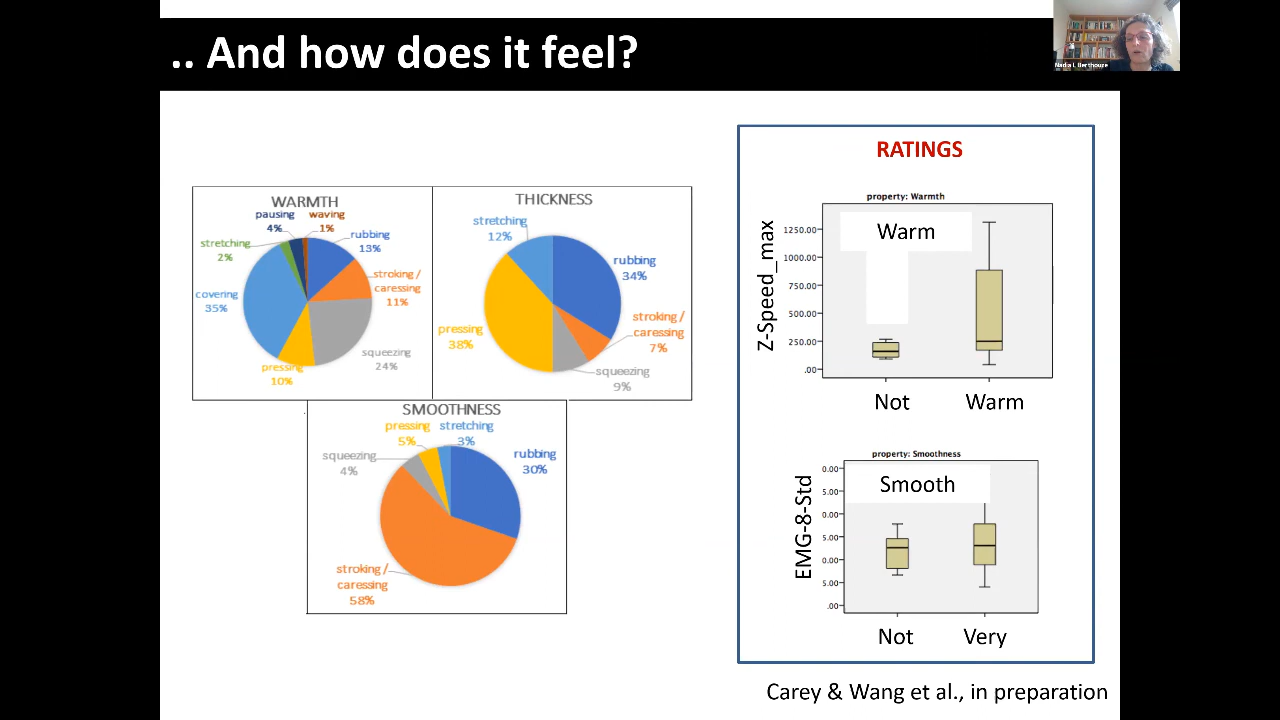 .. And how does it feel?
Nadia L Berthouze
WARMTH
pausing
4%
waving
1%
rubbing
13%
stroking /
caressing
11%
squeezing
24%
pressing
10%
covering
35%
stretching
2%
THICKNESS
stretching
12%
rubbing
34%
stroking /
caressing
7%
squeezing
9%
pressing
38%
SMOOTHNESS
pressing
5%
stretching
3%
squeezing
4%
rubbing
30%
stroking /
caressing
58%
RATINGS
property: Warmth
Warm
Z-Speed_max
1250.00
1000.00
750.00
500.00
250.00
.00
Not
Warm
property: Smoothness
Smooth
EMG-8-Std
0.00
5.00
0.00
5.00
0.00
5.00
.00
Not
Very
Carey & Wang et al., in preparation